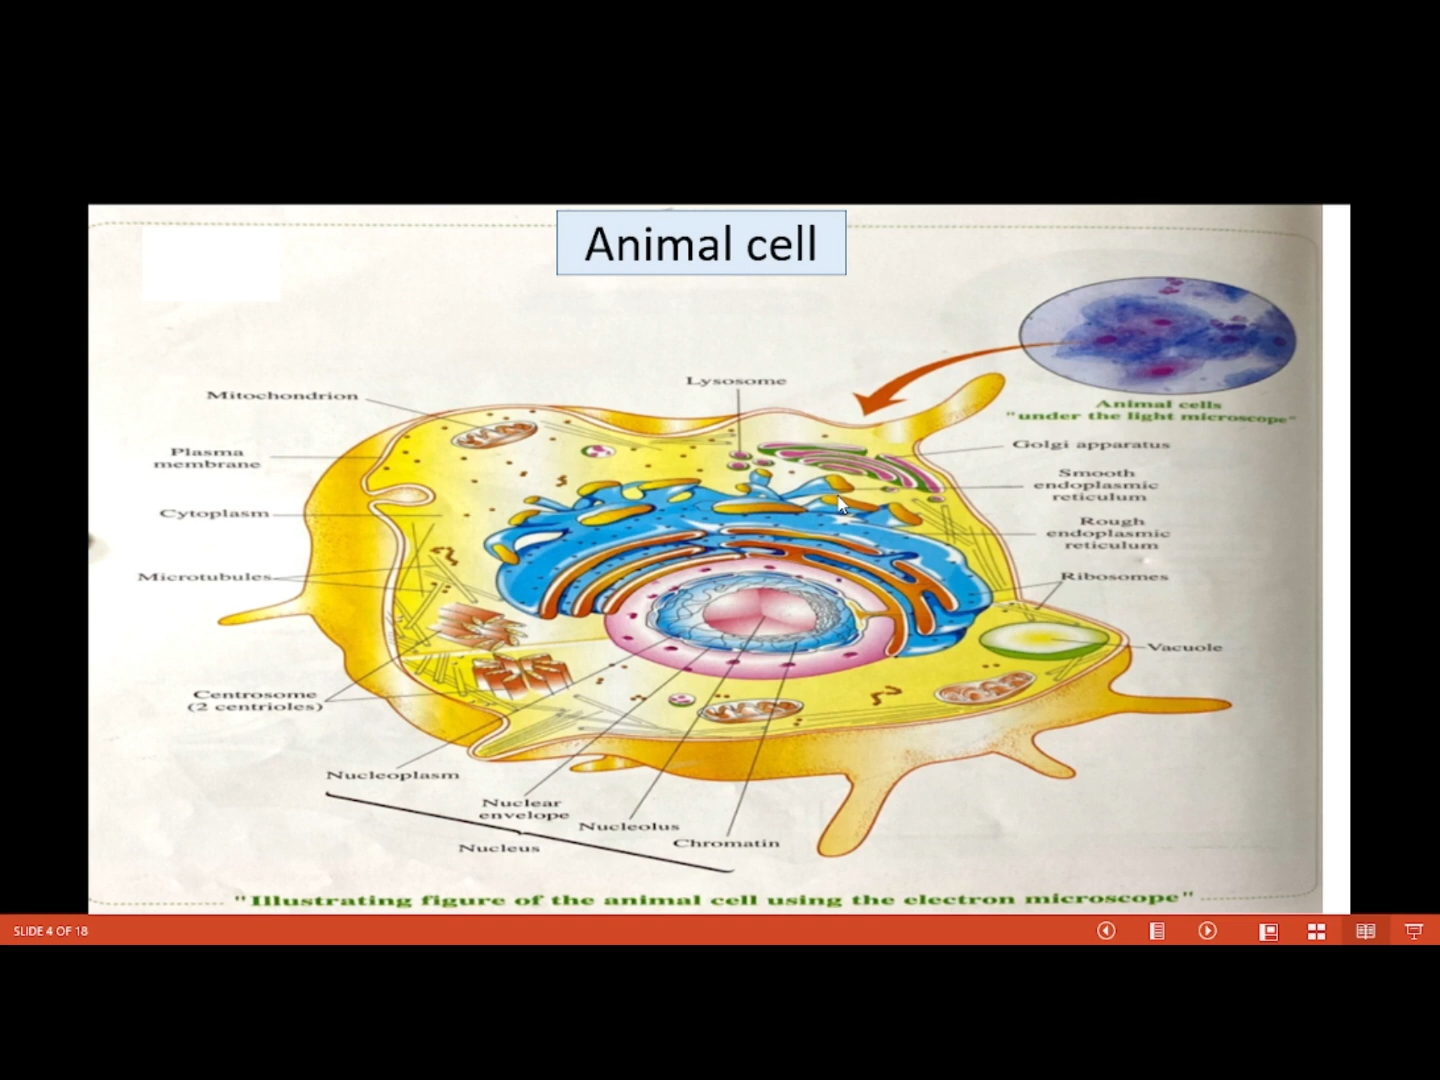 Animal cell
Lysosome
Mitochondrion
Animal cells
"under the light microscope"
Plasma
membrane
Golgi apparatus
Smooth
endoplasmic
reticulum
Cytoplasm
Rough
endoplasmic
reticulum
Microtubules
Ribosomes
Vacuole
Centrosome
(2 centrioles)
Nucleoplasm
Nuclear
envelope
Nucleolus
Chromatin
Nucleus
"Illustrating figure of the animal cell using the electron microscope"
SLIDE 4 OF 18